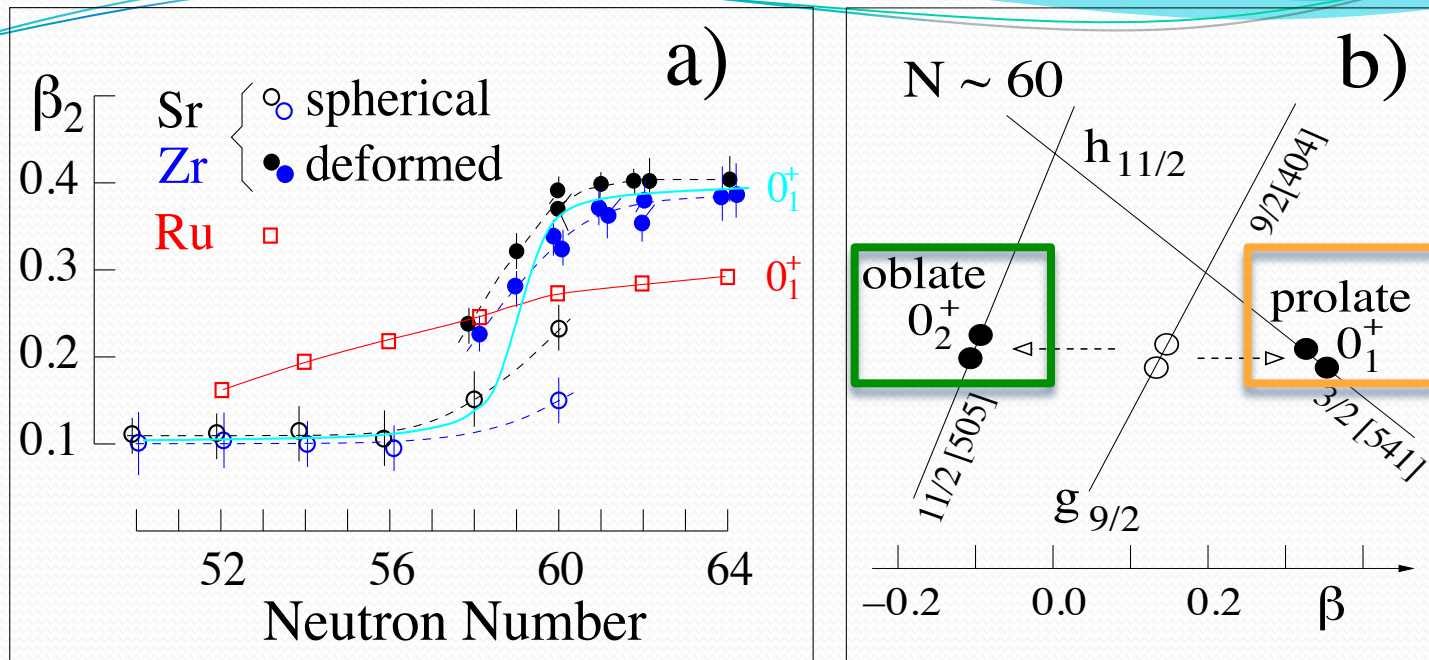 a)
β2
Sr
spherical
Zr
deformed
Ru
0.4
0.3
0.2
0.1
0+1
0+1
52 56 60 64
Neutron Number
b)
N ~ 60
h 11/2
9/2[404]
oblate
0+2
prolate
0+1
11/2 [505]
3/2 [541]
g 9/2
−0.2 0.0 0.2 β